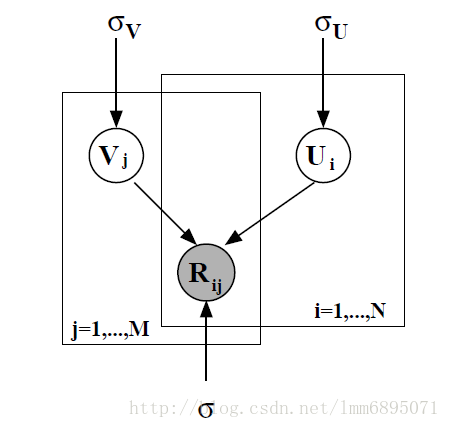 σV σU
Vj Ui
Rij
i=1,...,N
j=1,...,M
σ
http://blog.csdn.net/lmm6895071